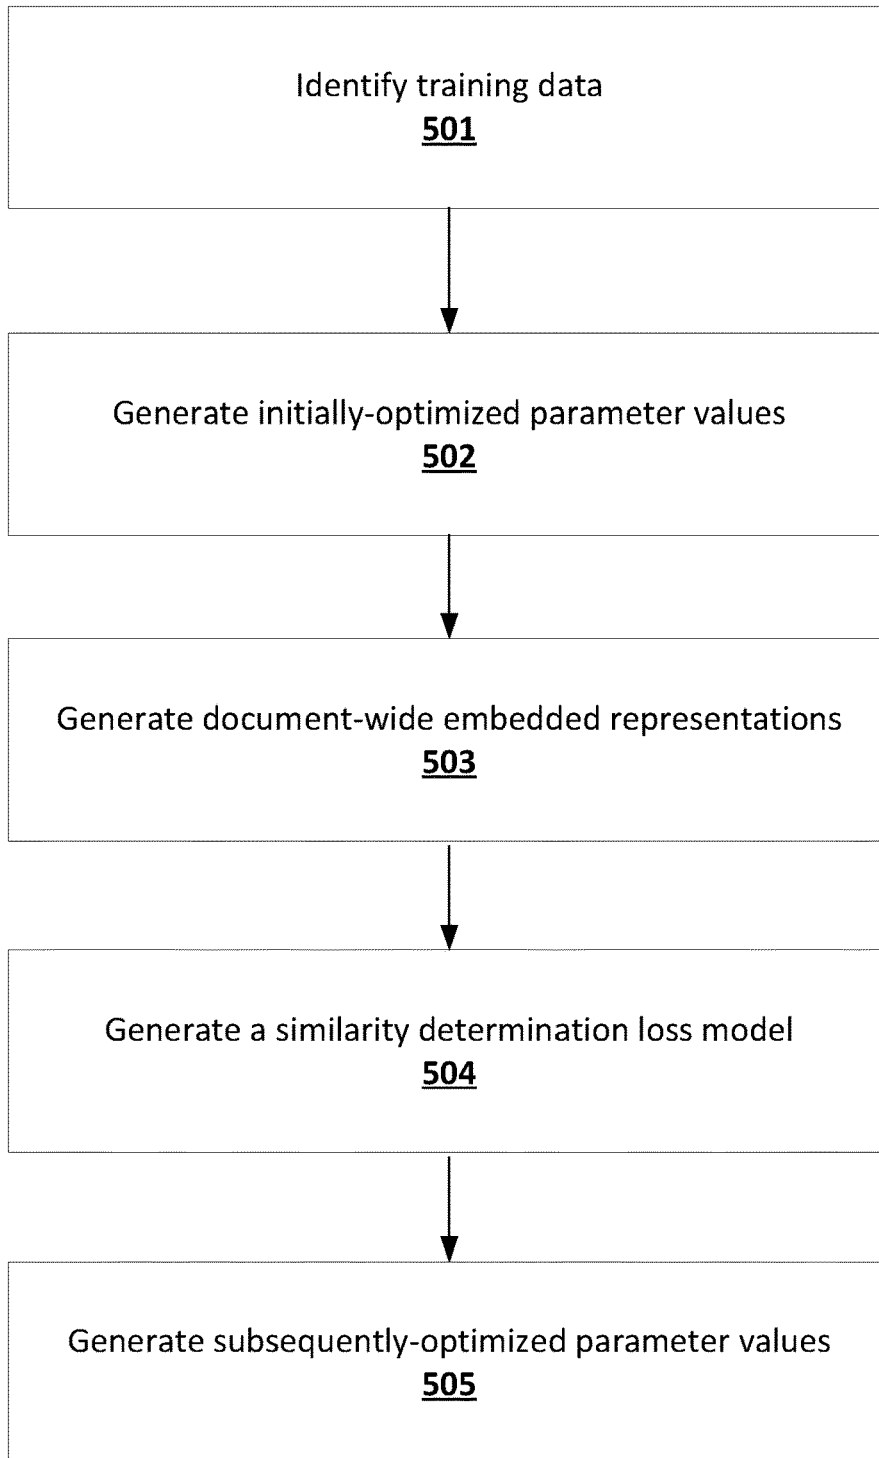 Identify training data
501
Generate initially-optimized parameter values
502
Generate document-wide embedded representations
503
Generate a similarity determination loss model
504
Generate subsequently-optimized parameter values
505